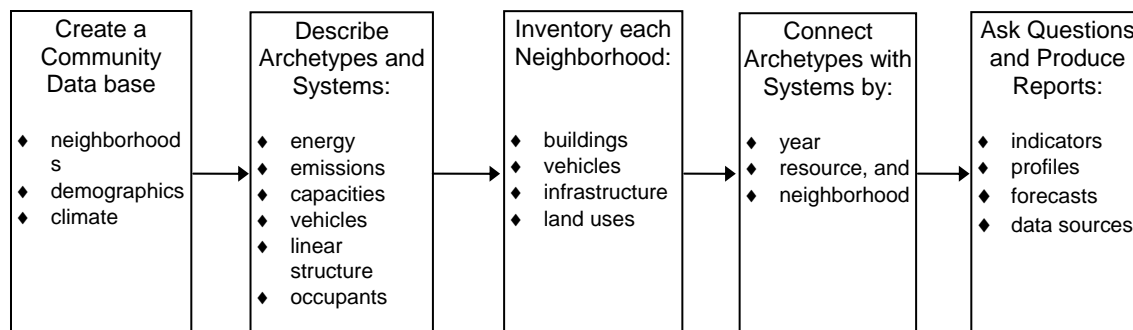 Create a
Community
Data base
♦ neighborhood
s
♦ demographics
♦ climate
Describe
Archetypes and
Systems:
♦ energy
♦ emissions
♦ capacities
♦ vehicles
♦ linear
structure
♦ occupants
Inventory each
Neighborhood:
♦ buildings
♦ vehicles
♦ infrastructure
♦ land uses
Connect
Archetypes with
Systems by:
♦ year
♦ resource, and
♦ neighborhood
Ask Questions
and Produce
Reports:
♦ indicators
♦ profiles
♦ forecasts
♦ data sources